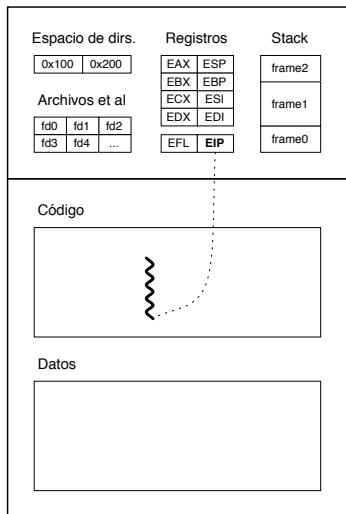 Espacio de dirs.
0x100 0x200
Archivos et al
fd0 fd1 fd2
fd3 fd4 ...
Registros
EAX ESP
EBX EBP
ECX ESI
EDX EDI
EFL EIP
Stack
frame2
frame1
frame0
Código
Datos